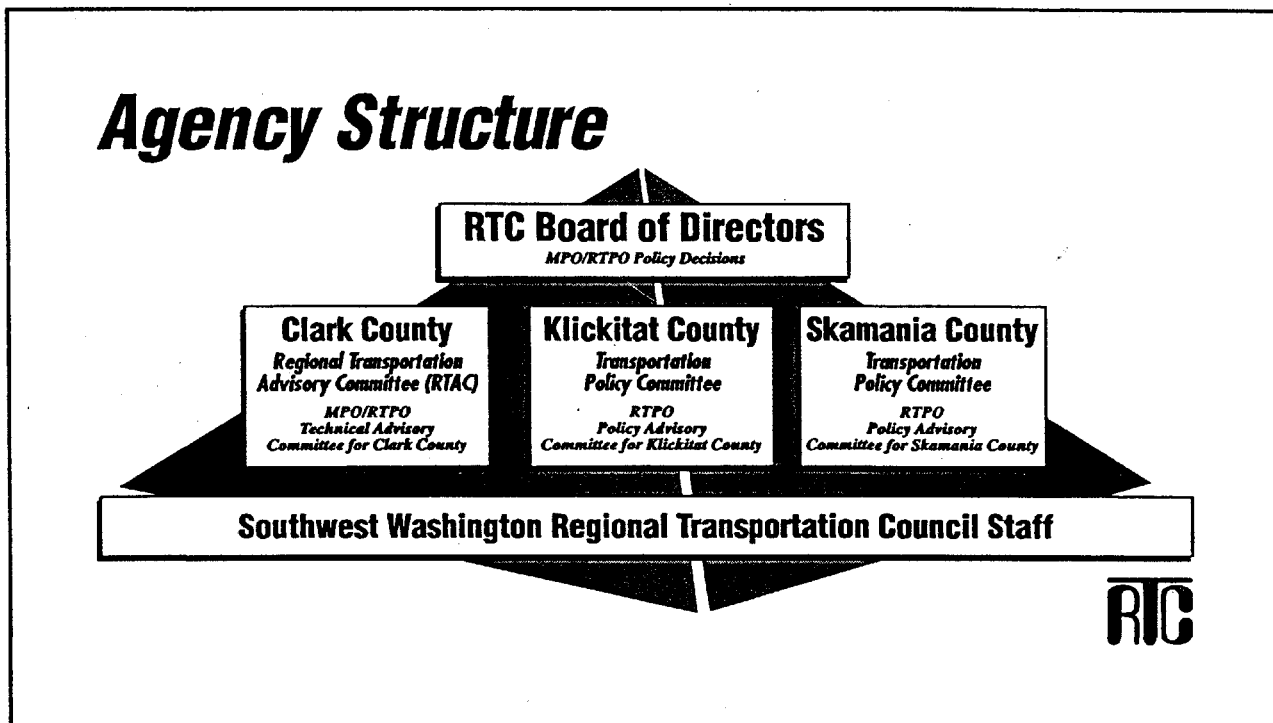 Agency Structure
RTC Board of Directors
MPO/RTPO Policy Decisions
Clark County
Regional Transportation
Advisory Committee (RTAC)
MPO/RTPO
Technical Advisory
Committee for Clark County
Klickitat County
Transportation
Policy Committee
RTPO
Policy Advisory
Committee for Klickitat County
Skamania County
Transportation
Policy Committee
RTPO
Policy Advisory
Committee for Skamania County
Southwest Washington Regional Transportation Council Staff
RTC